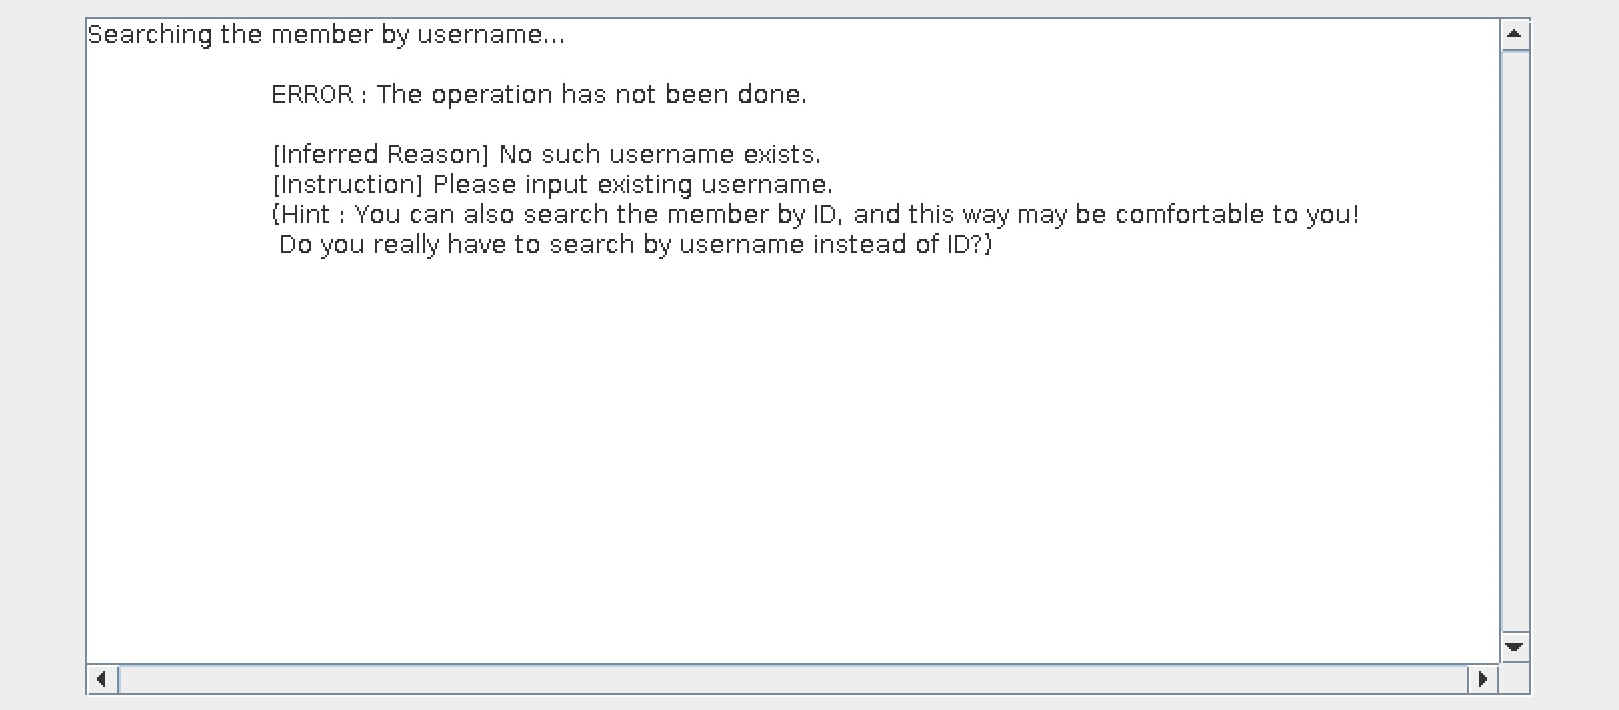 Searching the member by username...
ERROR : The operation has not been done.
[Inferred Reason] No such username exists.
[Instruction] Please input existing username.
(Hint : You can also search the member by ID, and this way may be comfortable to you!
Do you really have to search by username instead of ID?)